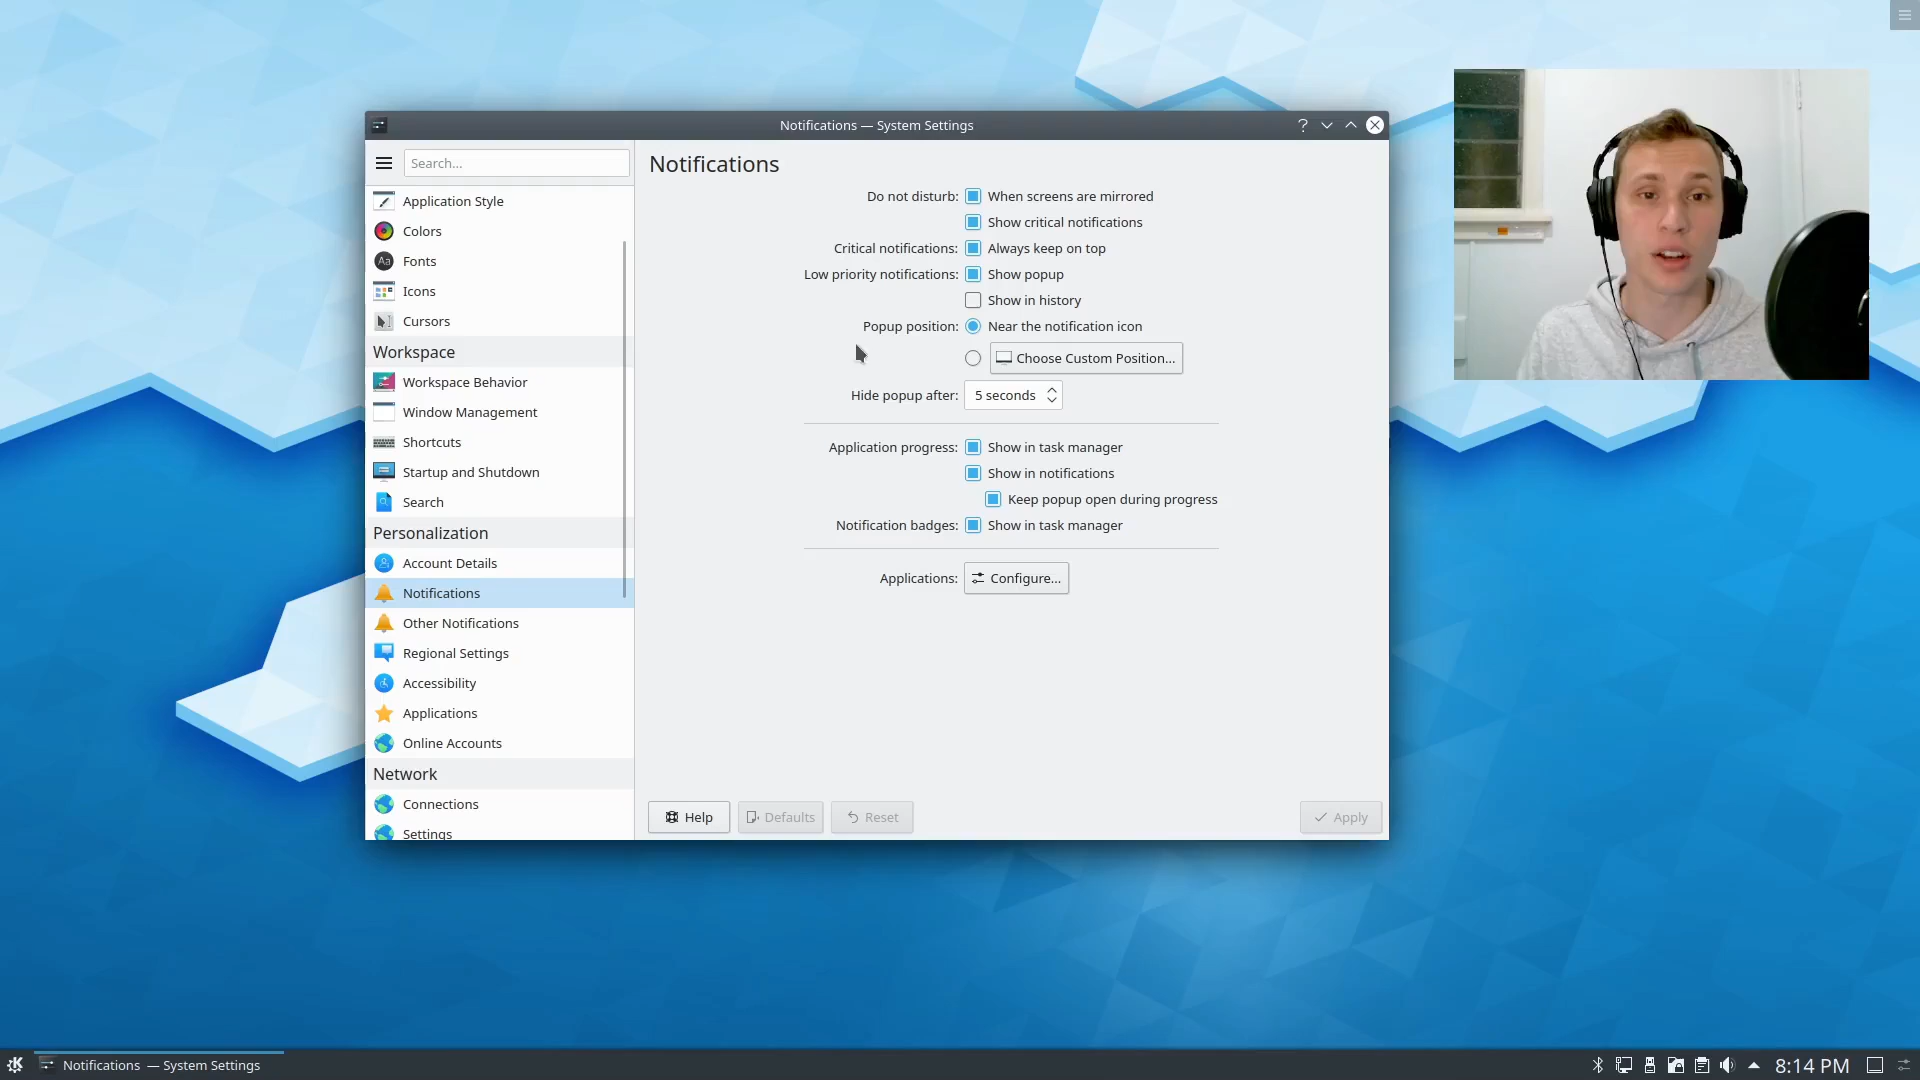 Notifications — System Settings
Search...
Application Style
Colors
Fonts
Icons
Cursors
Workspace
Workspace Behavior
Window Management
Shortcuts
Startup and Shutdown
Search
Personalization
Account Details
Notifications
Other Notifications
Regional Settings
Accessibility
Applications
Online Accounts
Network
Connections
Settings
Notifications
Do not disturb: When screens are mirrored
Show critical notifications
Critical notifications: Always keep on top
Low priority notifications: Show popup
Show in history
Popup position: Near the notification icon
Choose Custom Position...
Hide popup after: 5 seconds
Application progress: Show in task manager
Show in notifications
Keep popup open during progress
Notification badges: Show in task manager
Applications: Configure...
Help Defaults Reset Apply
Notifications — System Settings
8:14 PM